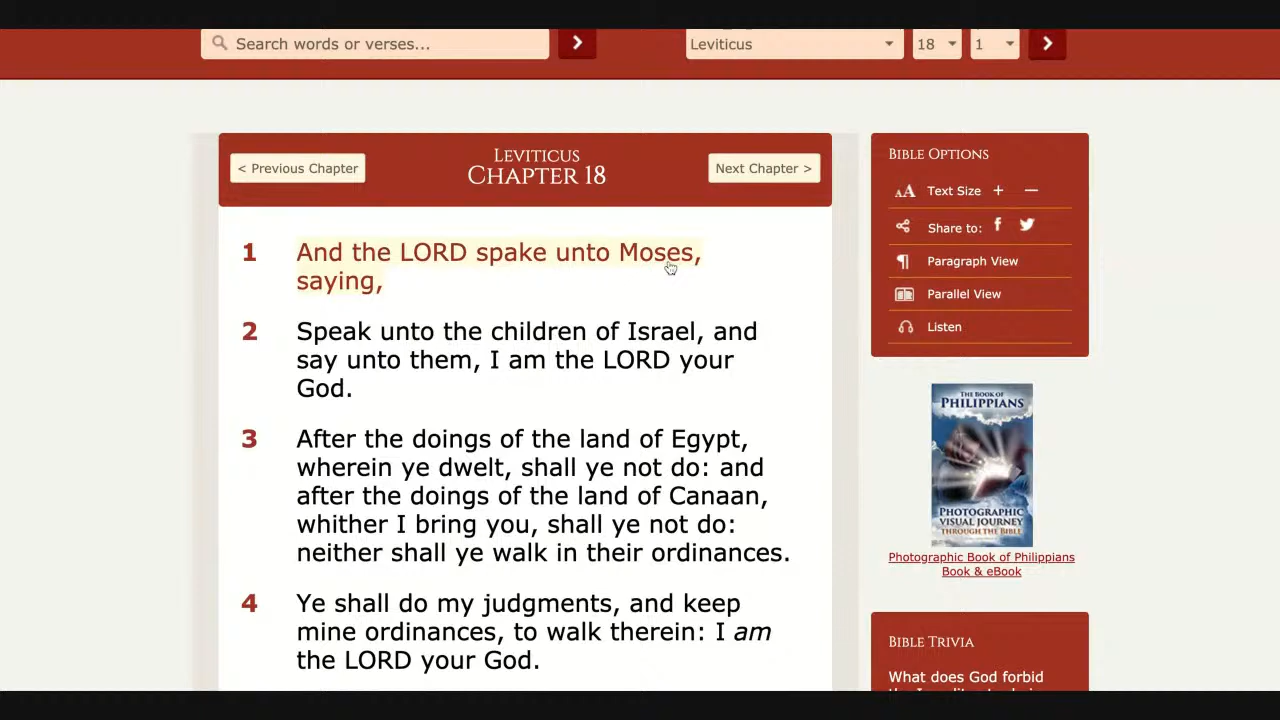 Search words or verses...
Leviticus
18
1
< Previous Chapter
LEVITICUS
CHAPTER 18
Next Chapter >
1 And the LORD spake unto Moses,
saying,
2 Speak unto the children of Israel, and
say unto them, I am the LORD your
God.
3 After the doings of the land of Egypt,
wherein ye dwelt, shall ye not do: and
after the doings of the land of Canaan,
whither I bring you, shall ye not do:
neither shall ye walk in their ordinances.
4 Ye shall do my judgments, and keep
mine ordinances, to walk therein: I am
the LORD your God.
BIBLE OPTIONS
AA Text Size + —
Share to:
Paragraph View
Parallel View
Listen
THE BOOK OF
PHILIPPIANS
PHOTOGRAPHIC
VISUAL JOURNEY
THROUGH THE BIBLE
Photographic Book of Philippians
Book & eBook
BIBLE TRIVIA
What does God forbid